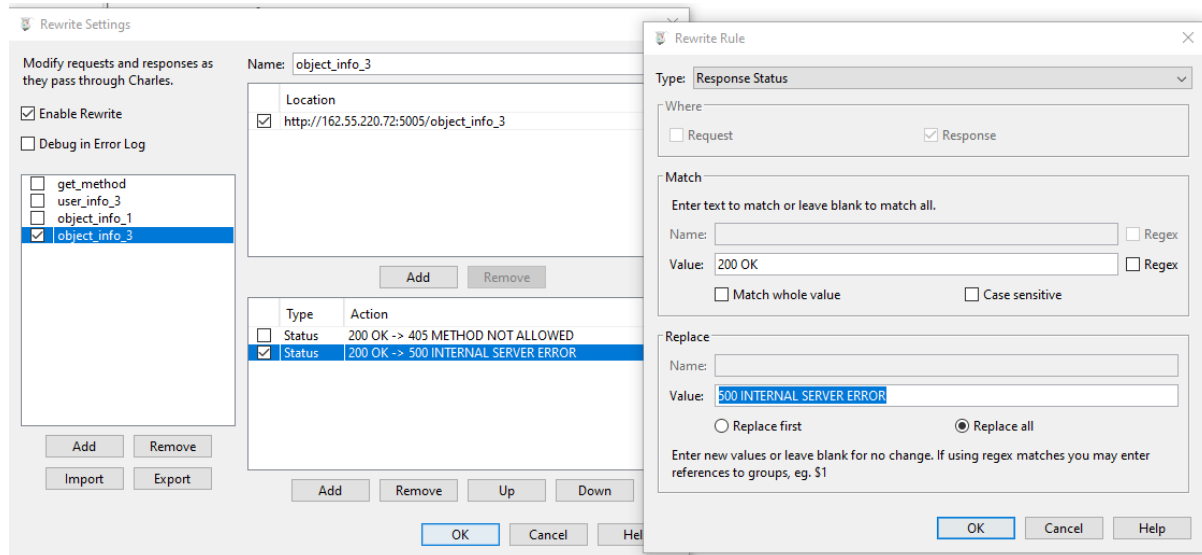 Rewrite Settings
Modify requests and responses as
they pass through Charles.
Enable Rewrite
Debug in Error Log
get_method
user_info_3
object_info_1
object_info_3
Add Remove
Import Export
Name: object_info_3
Location
http://162.55.220.72:5005/object_info_3
Add Remove
Type Action
Status 200 OK -> 405 METHOD NOT ALLOWED
Status 200 OK -> 500 INTERNAL SERVER ERROR
Add Remove Up Down
OK Cancel Hel
Rewrite Rule
Type: Response Status
Where
Request Response
Match
Enter text to match or leave blank to match all.
Name: Regex
Value: 200 OK Regex
Match whole value Case sensitive
Replace
Name:
Value: 500 INTERNAL SERVER ERROR
Replace first Replace all
Enter new values or leave blank for no change. If using regex matches you may enter
references to groups, eg. $1
OK Cancel Help